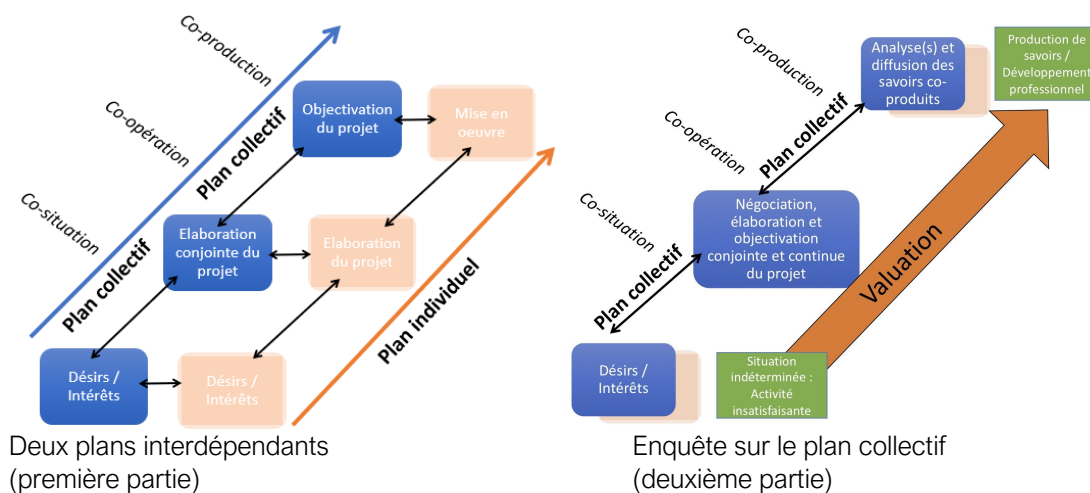 Co-production
Co-opération
Co-situation
Plan collectif
Plan collectif
Objectivation
du projet
Mise en
oeuvre
Elaboration
conjointe du
projet
Elaboration
du projet
Désirs /
Intérêts
Désirs /
Intérêts
Plan individuel
Deux plans interdépendants
(première partie)
Co-production
Co-opération
Co-situation
Plan collectif
Plan collectif
Analyse(s) et
diffusion des
savoirs co-
produits
Production de
savoirs /
Développement
professionnel
Négociation,
élaboration et
objectivation
conjointe et continue
du projet
Valuation
Désirs /
Intérêts
Situation
indéterminée :
Activité
insatisfaisante
Enquête sur le plan collectif
(deuxième partie)